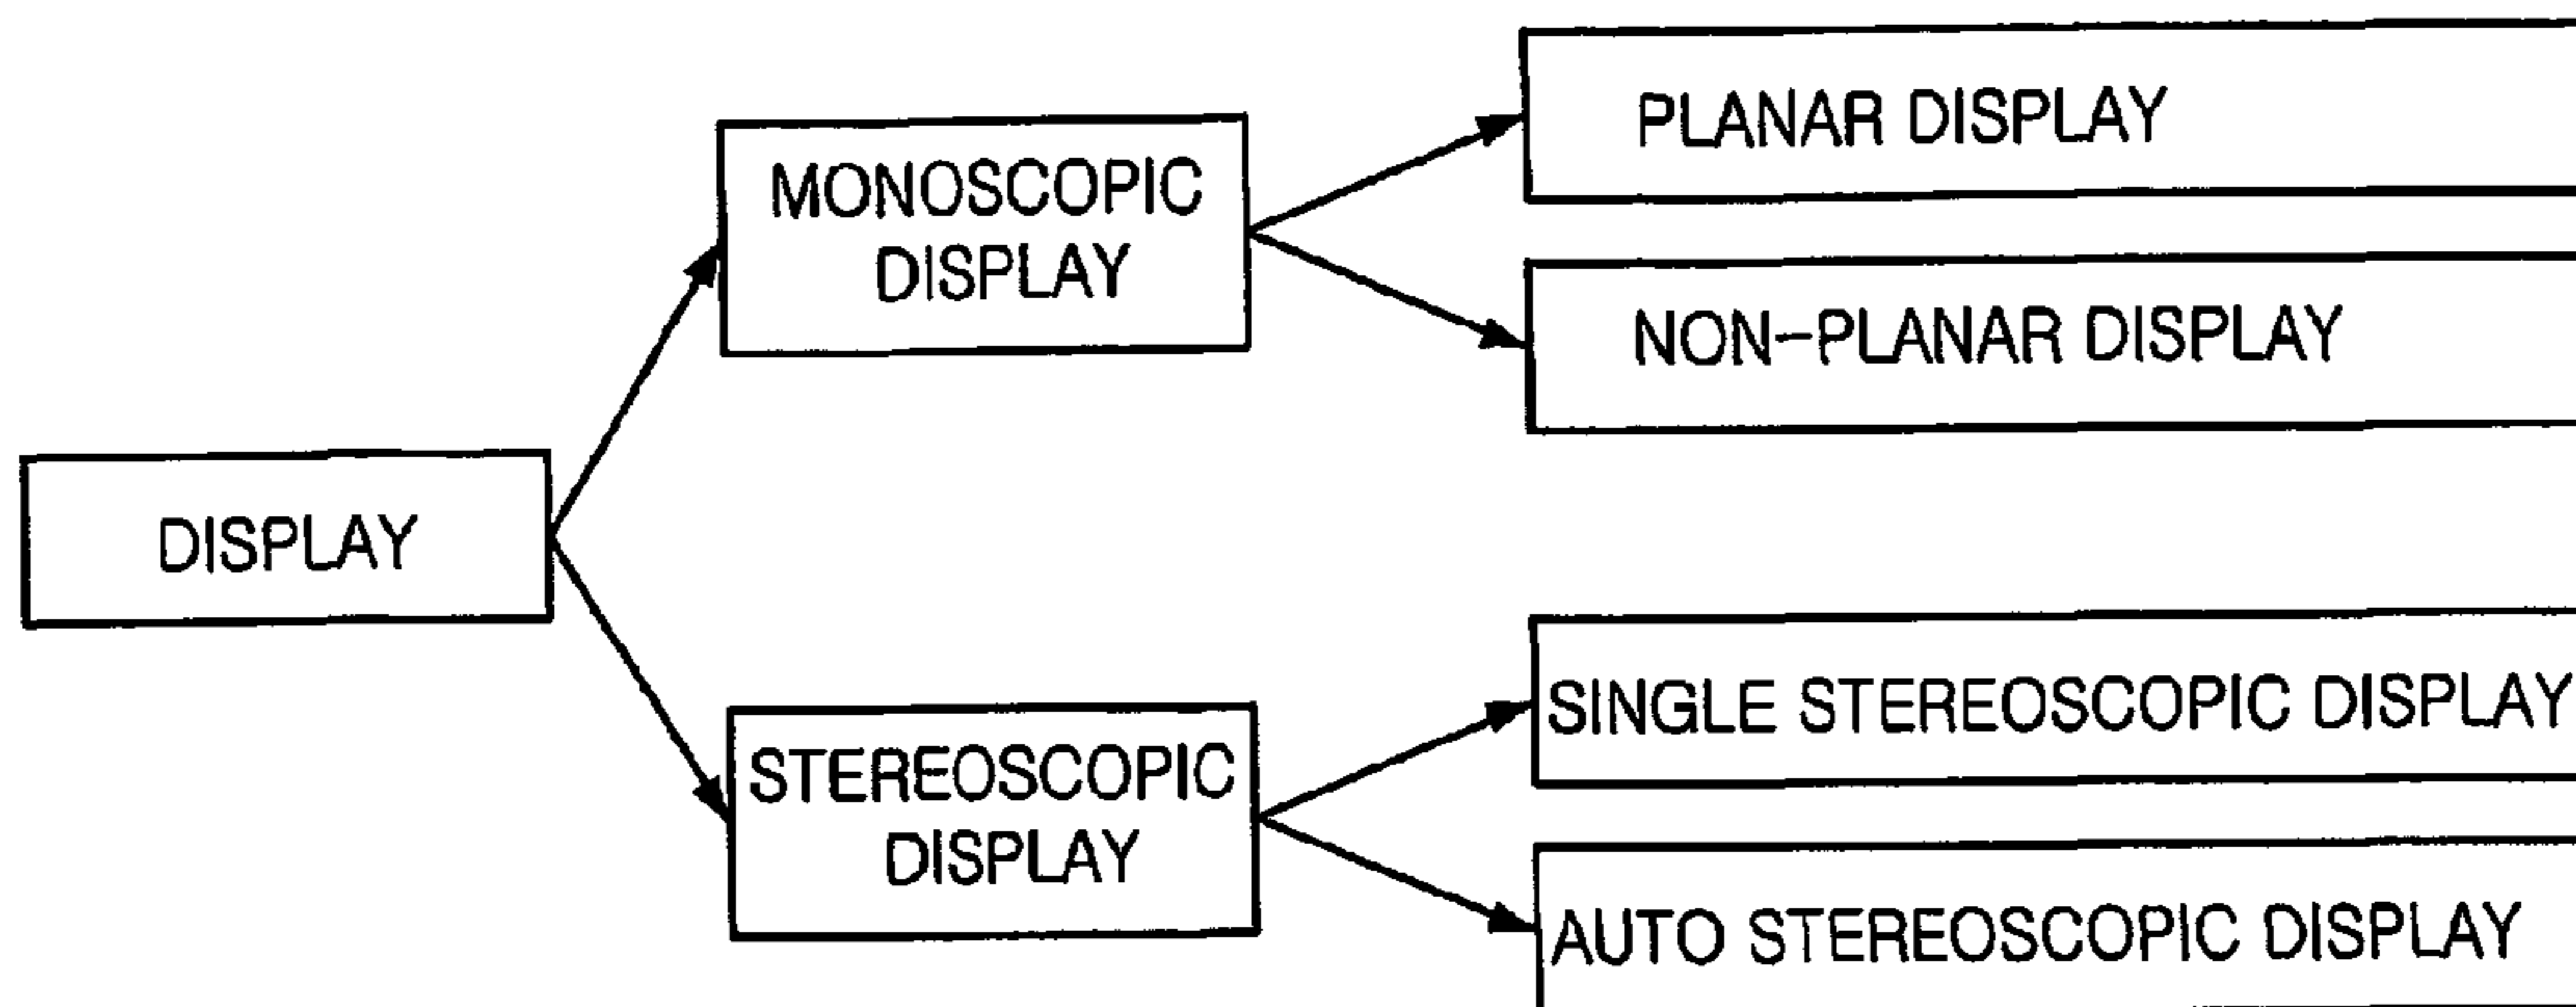 DISPLAY
MONOSCOPIC
DISPLAY
STEREOSCOPIC
DISPLAY
PLANAR DISPLAY
NON-PLANAR DISPLAY
SINGLE STEREOSCOPIC DISPLAY
AUTO STEREOSCOPIC DISPLAY